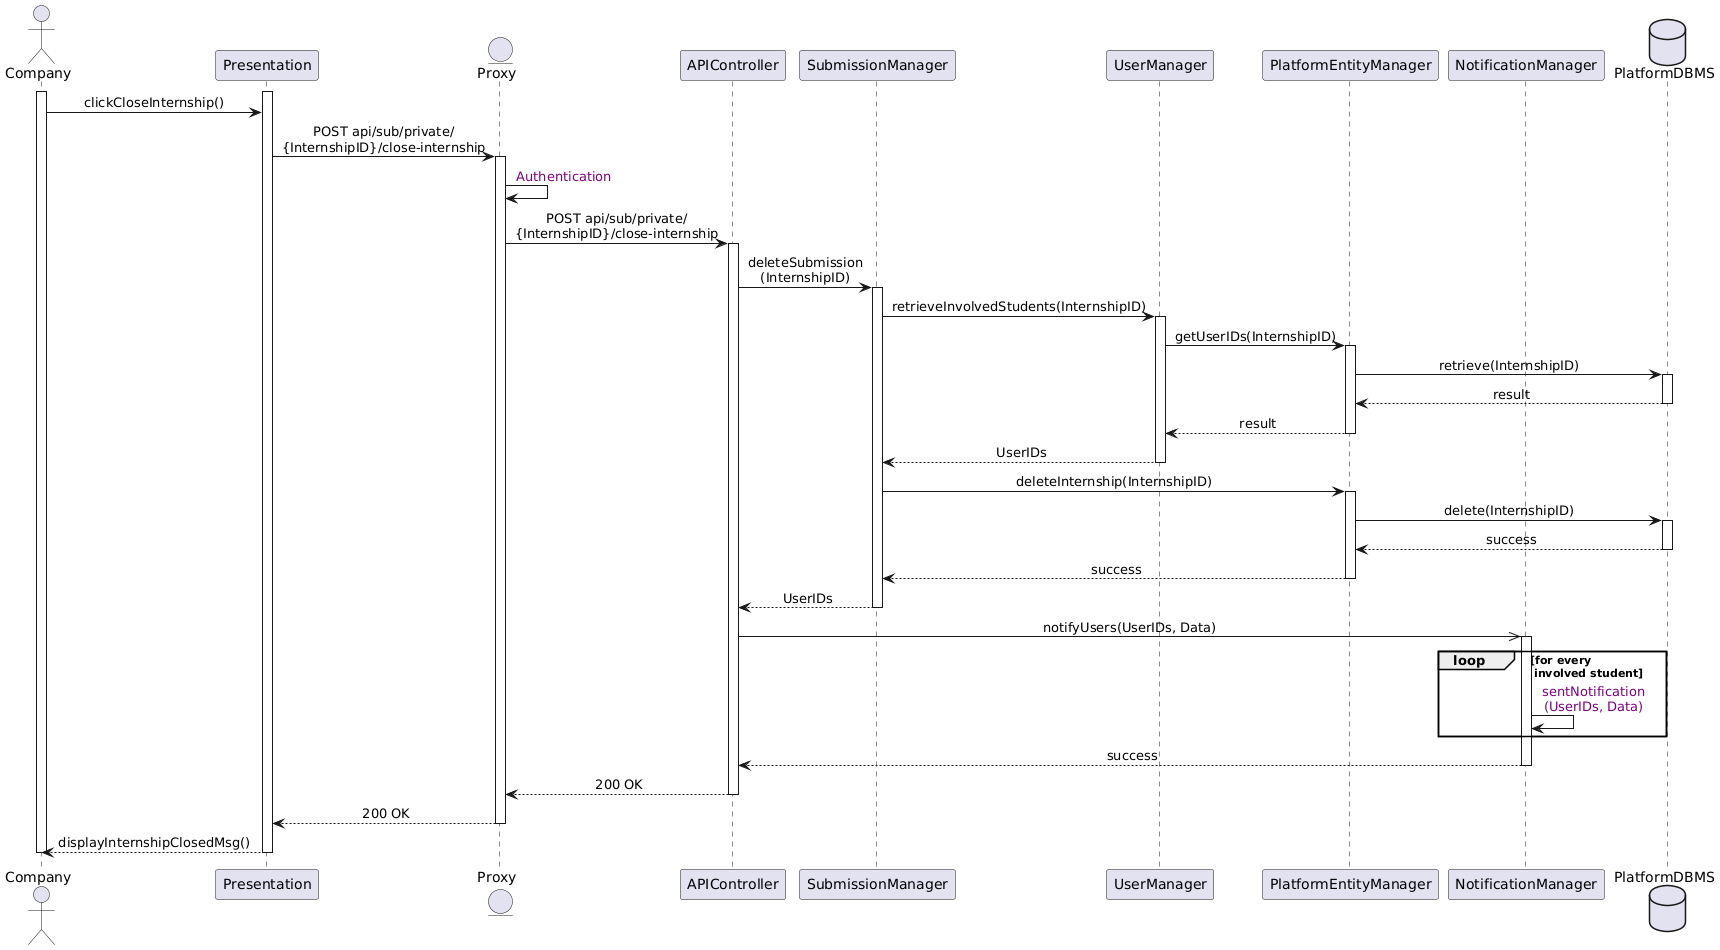 Company
Presentation
Proxy
APIController
SubmissionManager
UserManager
PlatformEntityManager
NotificationManager
PlatformDBMS
clickCloseInternship()
POST api/sub/private/
{InternshipID}/close-internship
Authentication
POST api/sub/private/
{InternshipID}/close-internship
deleteSubmission
(InternshipID)
retrieveInvolvedStudents(InternshipID)
getUserIDs(InternshipID)
retrieve(InternshipID)
result
result
UserIDs
deleteInternship(InternshipID)
delete(InternshipID)
success
success
UserIDs
notifyUsers(UserIDs, Data)
loop
[for every
involved student]
sentNotification
(UserIDs, Data)
success
200 OK
200 OK
displayInternshipClosedMsg()
Company
Presentation
Proxy
APIController
SubmissionManager
UserManager
PlatformEntityManager
NotificationManager
PlatformDBMS